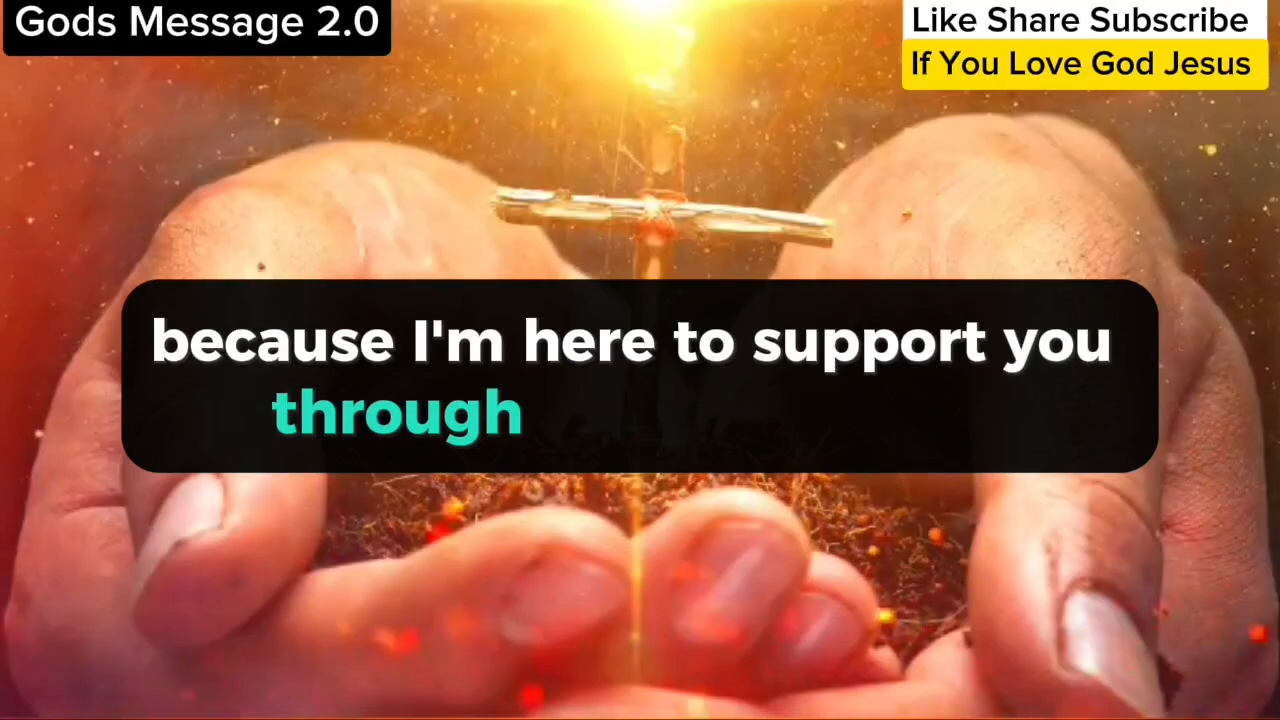 Gods Message 2.0
Like Share Subscribe
If You Love God Jesus
because I'm here to support you
through